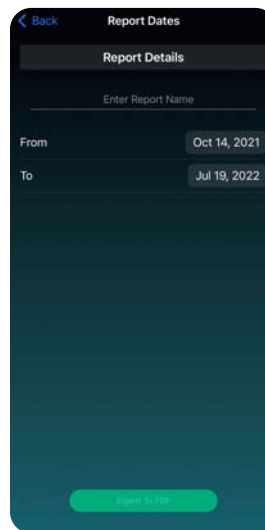 Back Report Dates
Report Details
Enter Report Name
From Oct 14, 2021
To Jul 19, 2022
Export To PDF